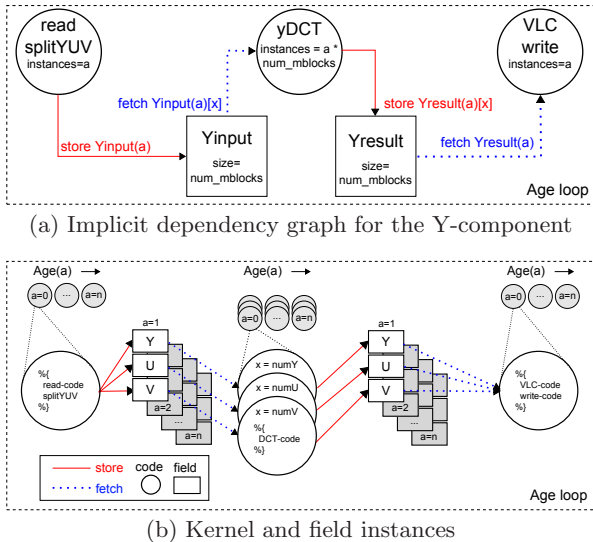 read
splitYUV
instances=a
yDCT
instances = a *
num_mblocks
VLC
write
instances=a
fetch Yinput(a)[x]
store Yresult(a)[x]
store Yinput(a)
Yinput
size=
num_mblocks
Yresult
size=
num_mblocks
fetch Yresult(a)
Age loop
(a) Implicit dependency graph for the Y-component
Age(a)
a=0
...
a=n
Age(a)
a=0
...
a=n
Age(a)
a=0
...
a=n
%{
read-code
splitYUV
%}
a=1
Y
U
V
a=2
...
a=n
x = numY
x = numU
x = numV
%{
DCT-code
%}
a=1
Y
U
V
a=2
...
a=n
%{
VLC-code
write-code
%}
store
fetch
code
field
Age loop
(b) Kernel and field instances